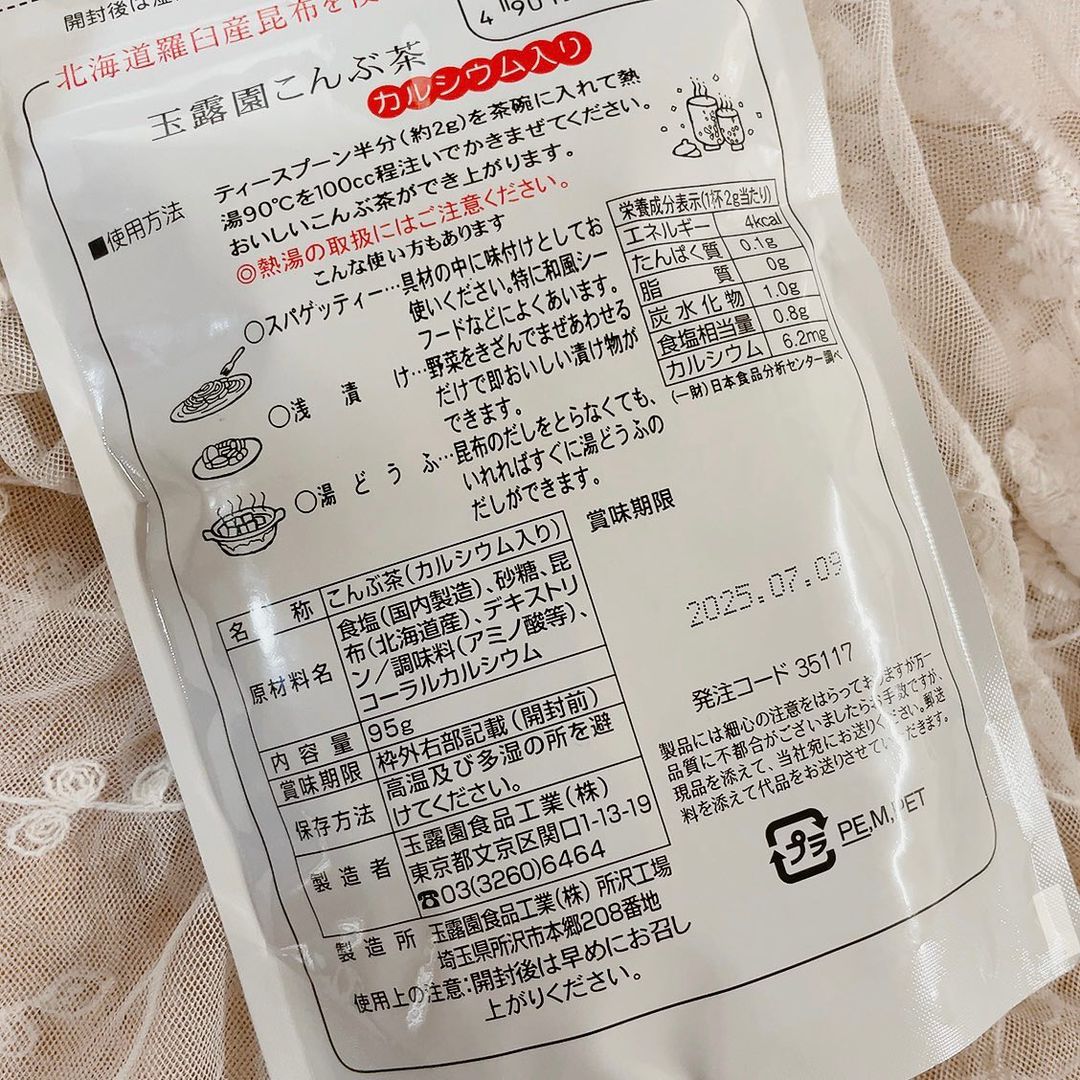 開封後は
4 901
北海道羅臼産昆布を
玉露園こんぶ茶
カルシウム入り
■使用方法
ティースプーン半分(約2g)を茶碗に入れて熱
湯90℃を100cc程注いでかきまぜてください。
おいしいこんぶ茶ができ上がります。
◎熱湯の取扱にはご注意ください。
こんな使い方もあります
○スパゲッティー…具材の中に味付けとしてお
使いください。特に和風シー
フードなどによくあいます。
○浅漬け…野菜をきざんでまぜあわせる
だけで即おいしい漬け物が
できます。
○湯どうふ…昆布のだしをとらなくても、
いれればすぐに湯どうふの
だしができます。
栄養成分表示(1杯2g当たり)
エネルギー 4kcal
たんぱく質 0.1g
脂質 0g
炭水化物 1.0g
食塩相当量 0.8g
カルシウム 6.2mg
(一財)日本食品分析センター調べ
名称 こんぶ茶(カルシウム入り)
原材料名 食塩(国内製造)、砂糖、昆
布(北海道産)、デキストリ
ン/調味料(アミノ酸等)、
コーラルカルシウム
内容量 95g
賞味期限 枠外右部記載(開封前)
保存方法 高温及び多湿の所を避
けてください。
製造者 玉露園食品工業(株)
東京都文京区関口1-13-19
☎03(3260)6464
製造所 玉露園食品工業(株) 所沢工場
埼玉県所沢市本郷208番地
使用上の注意:開封後は早めにお召し
上がりください。
賞味期限
2025.07.09
発注コード 35117
製品には細心の注意をはらっておりますが万一
品質に不都合がございましたらお手数ですが、
現品を添えて、当社宛にお送りください。郵送
料を添えて代品をお送りさせていただきます。
プラ
PE,M,PET